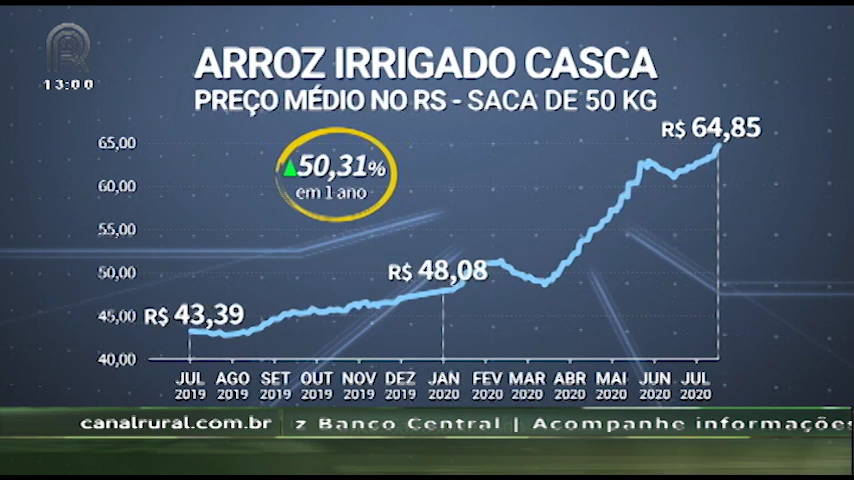 13:00
ARROZ IRRIGADO CASCA
PREÇO MÉDIO NO RS - SACA DE 50 KG
R$ 64,85
65,00
50,31%
em 1 ano
60,00
55,00
50,00
R$ 48,08
45,00
R$ 43,39
40,00
JUL AGO SET OUT NOV DEZ JAN FEV MAR ABR MAI JUN JUL
2019 2019 2019 2019 2019 2019 2020 2020 2020 2020 2020 2020 2020
canalrural.com.br z Banco Central | Acompanhe informações